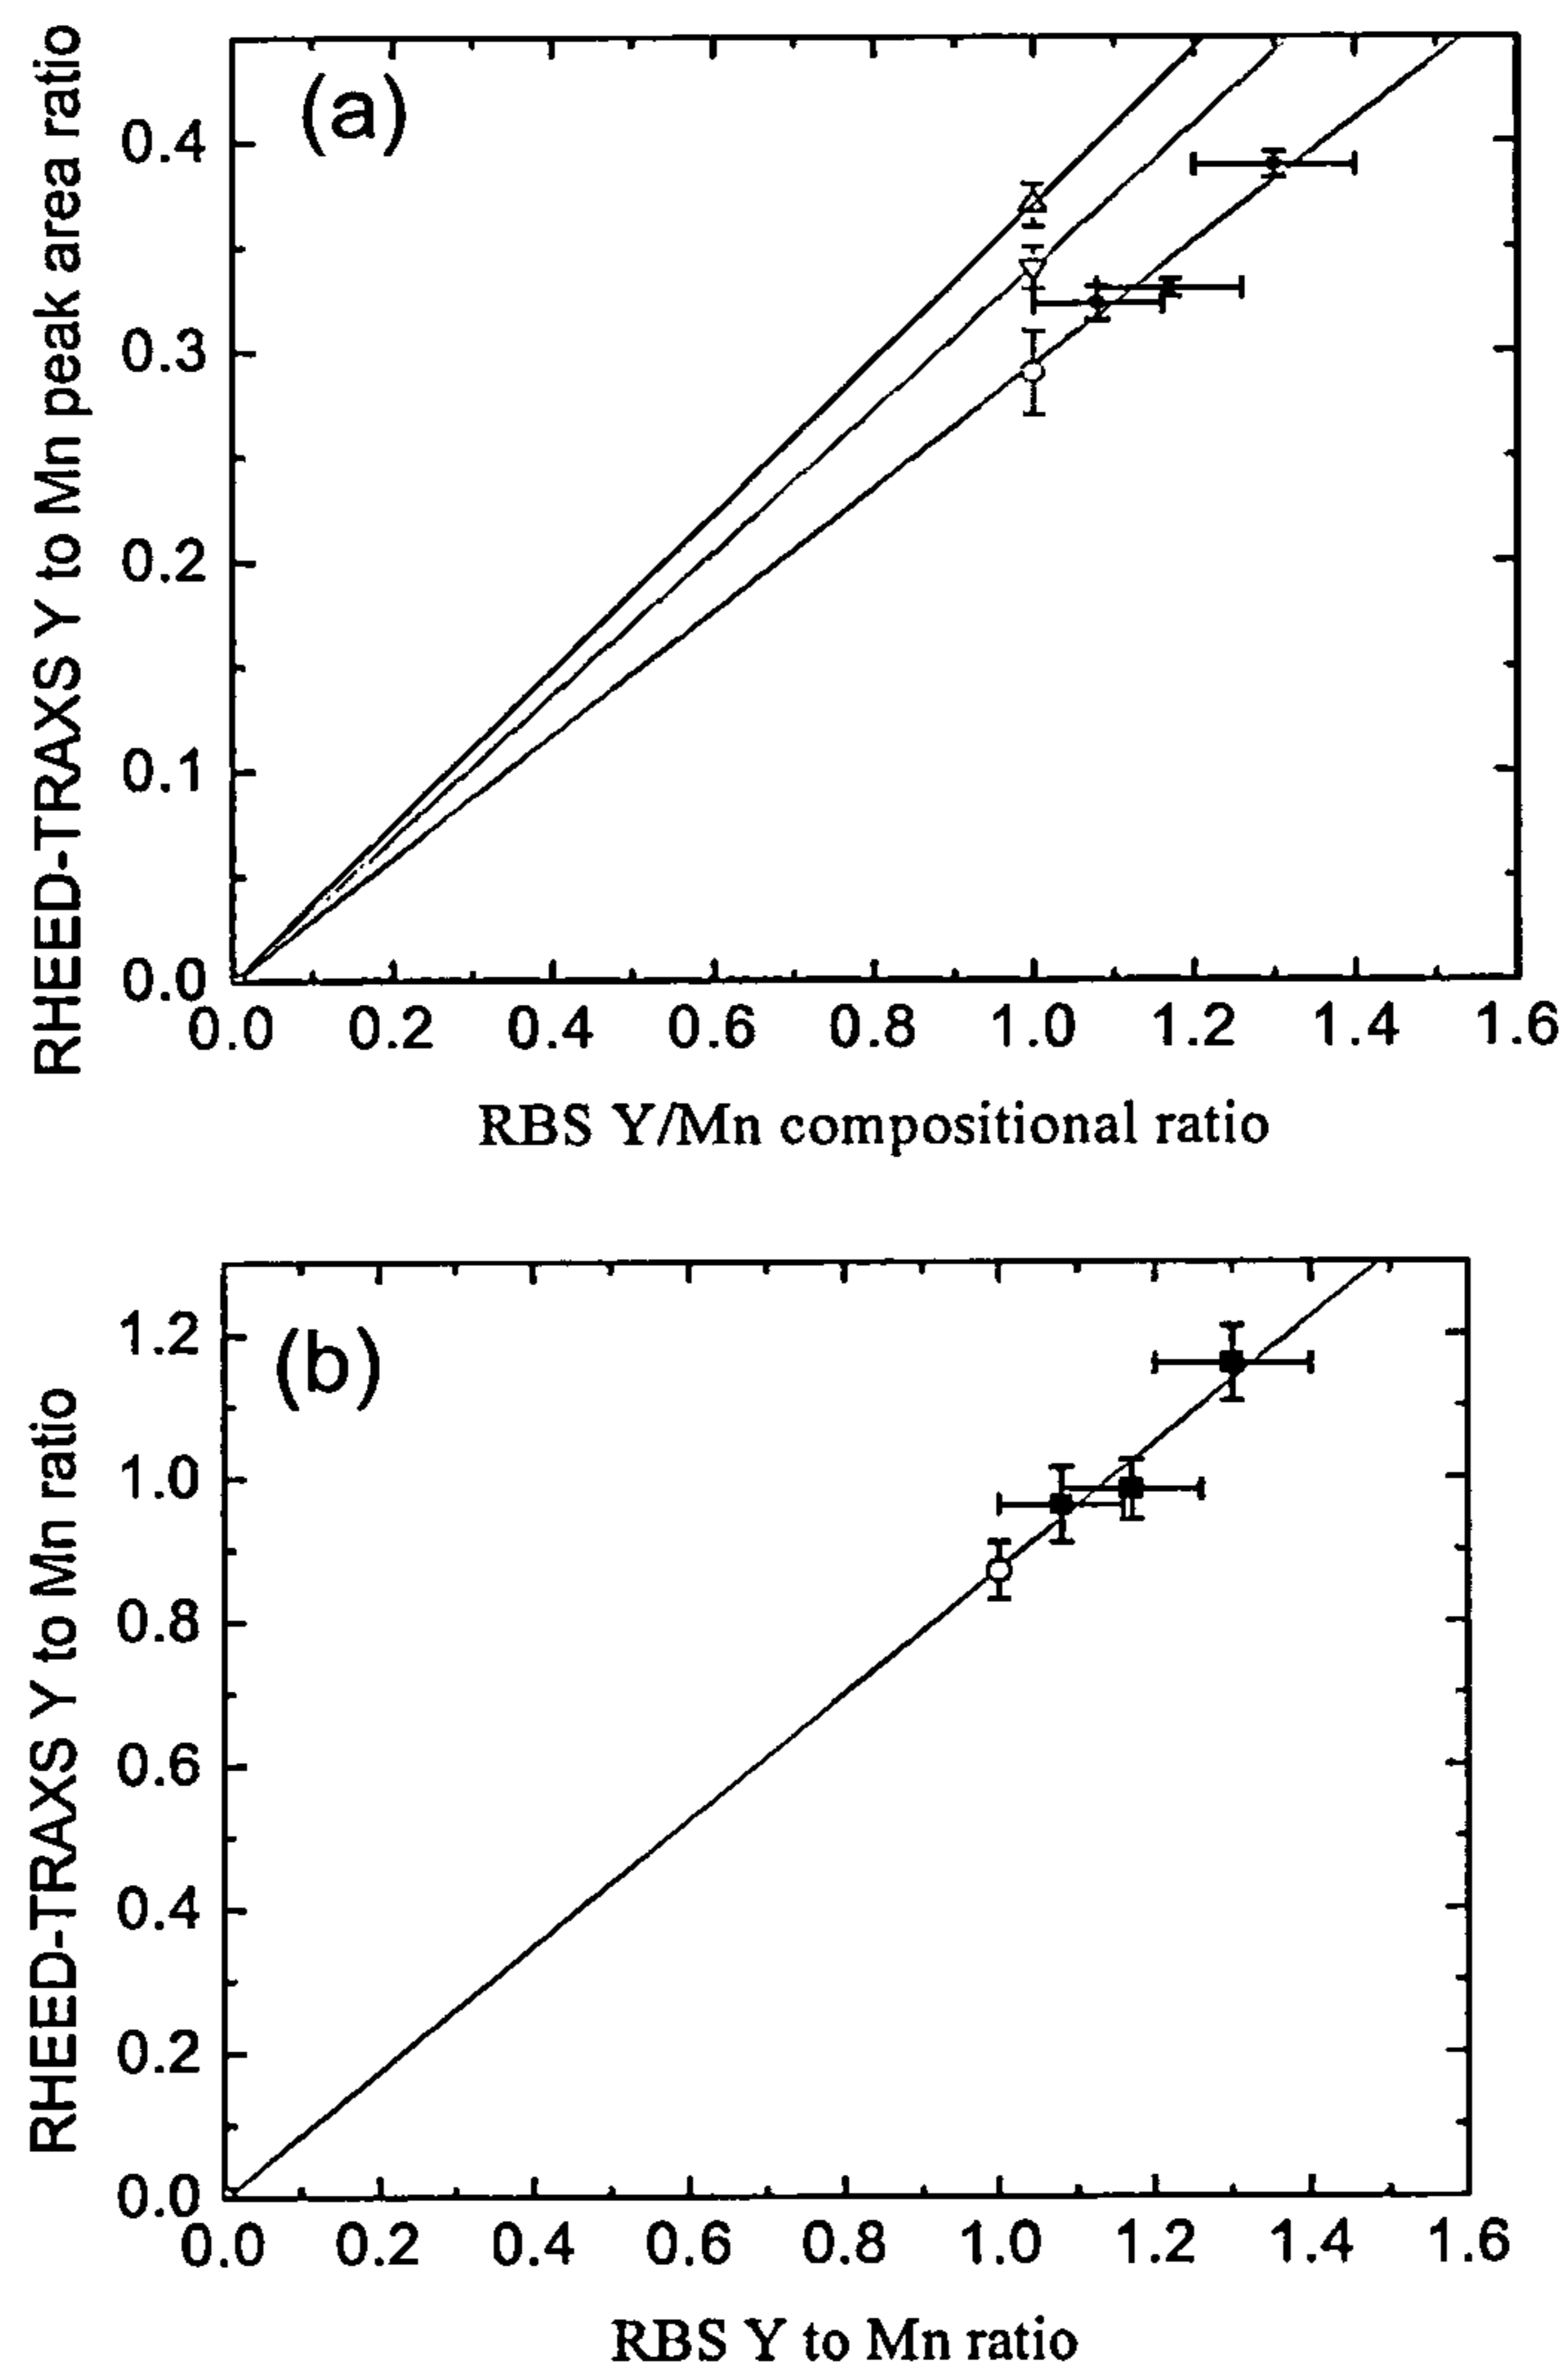 RHEED-TRAXS Y to Mn peak area ratio
(a)
0.4
0.3
0.2
0.1
0.0
0.0 0.2 0.4 0.6 0.8 1.0 1.2 1.4 1.6
RBS Y/Mn compositional ratio
RHEED-TRAXS Y to Mn ratio
(b)
1.2
1.0
0.8
0.6
0.4
0.2
0.0
0.0 0.2 0.4 0.6 0.8 1.0 1.2 1.4 1.6
RBS Y to Mn ratio